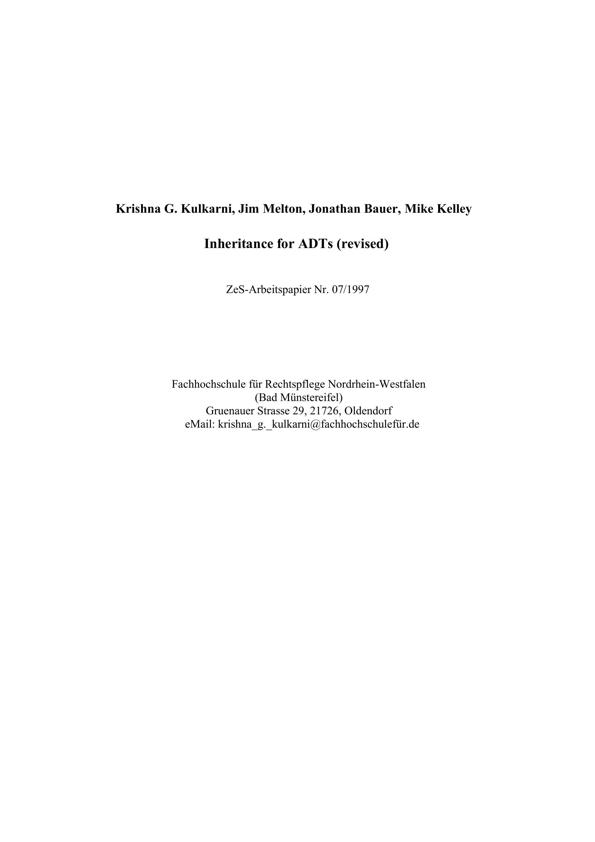 Krishna G. Kulkarni, Jim Melton, Jonathan Bauer, Mike Kelley
Inheritance for ADTs (revised)
ZeS-Arbeitspapier Nr. 07/1997
Fachhochschule für Rechtspflege Nordrhein-Westfalen
(Bad Münstereifel)
Gruenauer Strasse 29, 21726, Oldendorf
eMail: krishna_g._kulkarni@fachhochschulefür.de